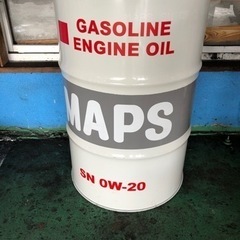 GASOLINE
ENGINE OIL
MAPS
SN 0W-20